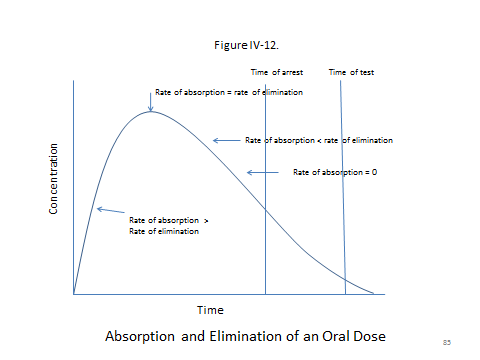 Figure IV-12.
Time of arrest
Time of test
Rate of absorption = rate of elimination
Rate of absorption < rate of elimination
Rate of absorption = 0
Concentration
Rate of absorption >
Rate of elimination
Time
Absorption and Elimination of an Oral Dose
85